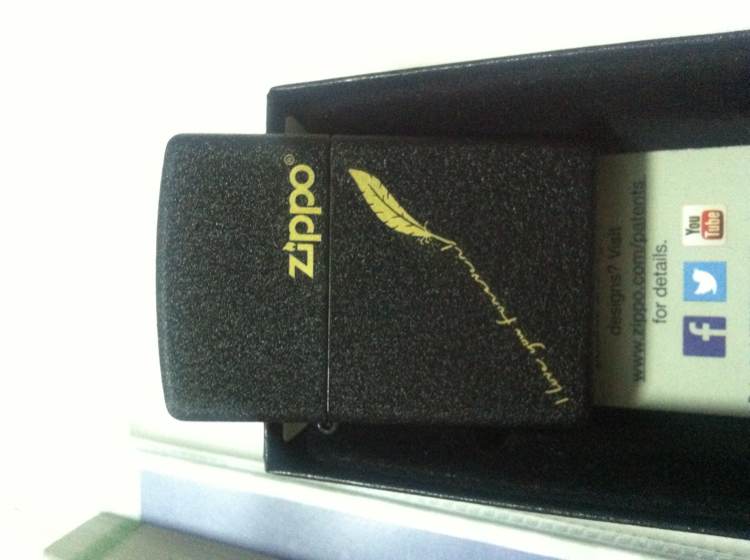 zippo®
I love you forever
designs? Visit
www.zippo.com/patents
for details.
f
You
Tube